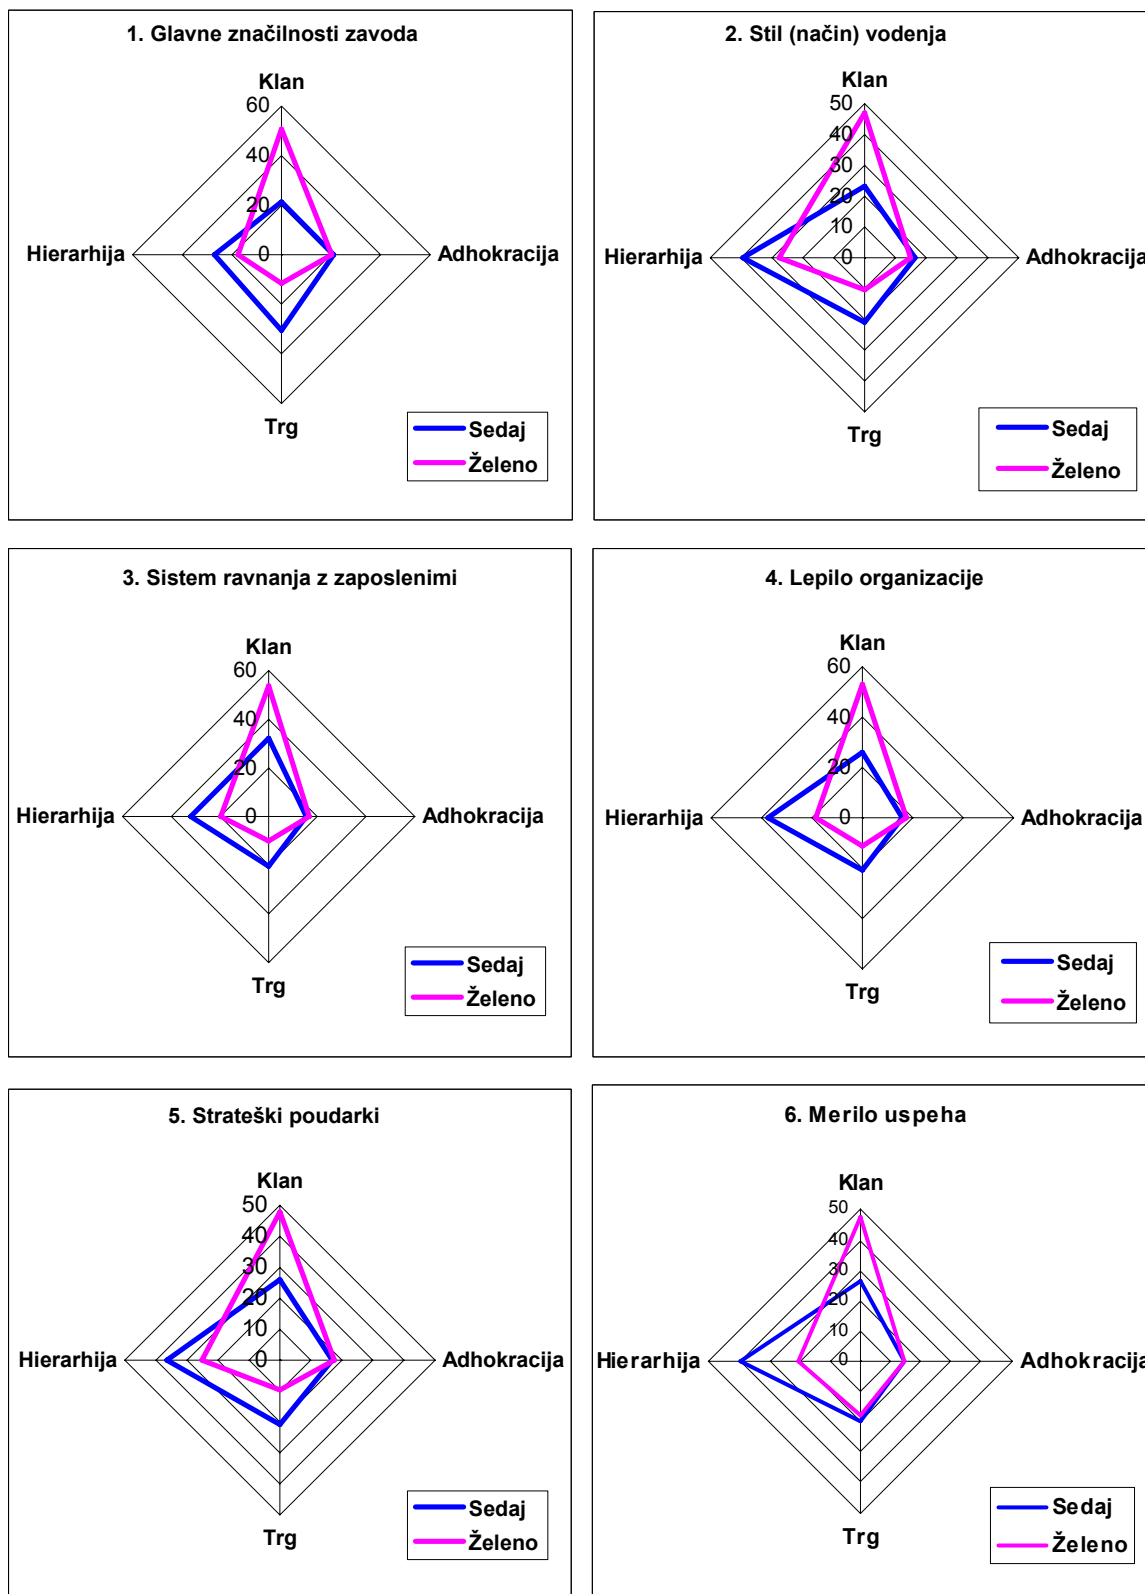 1. Glavne značilnosti zavoda
Klan
60
40
20
0
Hierarhija
Adhokracija
Trg
Sedaj
Želeno
2. Stil (način) vodenja
Klan
50
40
30
20
10
0
Hierarhija
Adhokracija
Trg
Sedaj
Želeno
3. Sistem ravnanja z zaposlenimi
Klan
60
40
20
0
Hierarhija
Adhokracija
Trg
Sedaj
Želeno
4. Lepilo organizacije
Klan
60
40
20
0
Hierarhija
Adhokracija
Trg
Sedaj
Želeno
5. Strateški poudarki
Klan
50
40
30
20
10
0
Hierarhija
Adhokracija
Trg
Sedaj
Želeno
6. Merilo uspeha
Klan
50
40
30
20
10
0
Hierarhija
Adhokracija
Trg
Sedaj
Želeno